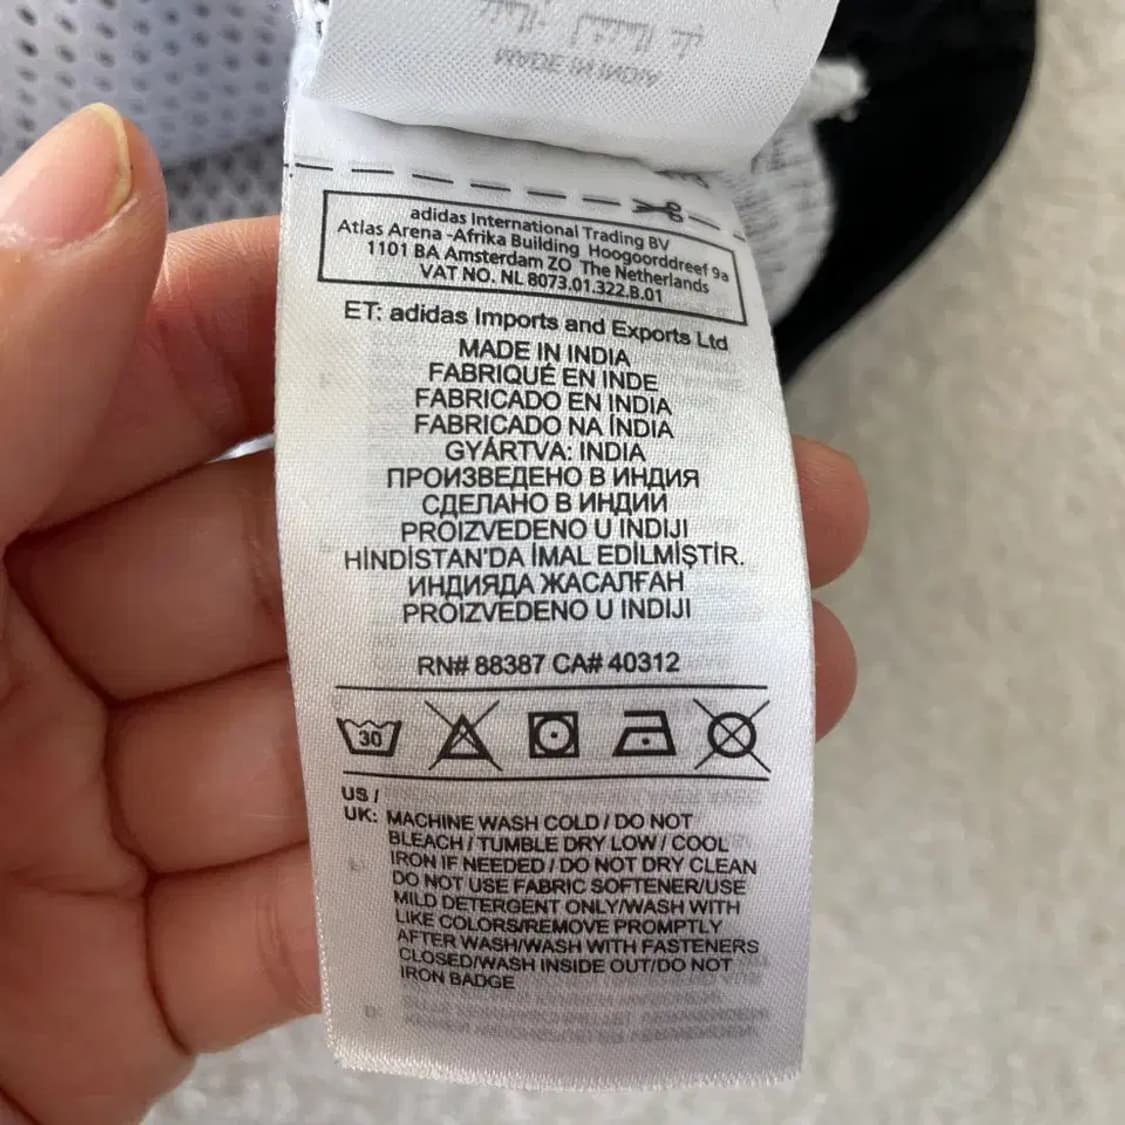 adidas International Trading BV
Atlas Arena -Afrika Building Hoogoorddreef 9a
1101 BA Amsterdam ZO The Netherlands
VAT NO. NL 8073.01.322.B.01
ET: adidas Imports and Exports Ltd
MADE IN INDIA
FABRIQUÉ EN INDE
FABRICADO EN INDIA
FABRICADO NA ÍNDIA
GYÁRTVA: INDIA
ПРОИЗВЕДЕНО В ИНДИЯ
СДЕЛАНО В ИНДИИ
PROIZVEDENO U INDIJI
HİNDİSTAN'DA İMAL EDİLMİŞTİR.
ИНДИЯДА ЖАСАЛҒАН
PROIZVEDENO U INDIJI
RN# 88387 CA# 40312
30
US /
UK: MACHINE WASH COLD / DO NOT
BLEACH / TUMBLE DRY LOW / COOL
IRON IF NEEDED / DO NOT DRY CLEAN
DO NOT USE FABRIC SOFTENER/USE
MILD DETERGENT ONLY/WASH WITH
LIKE COLORS/REMOVE PROMPTLY
AFTER WASH/WASH WITH FASTENERS
CLOSED/WASH INSIDE OUT/DO NOT
IRON BADGE